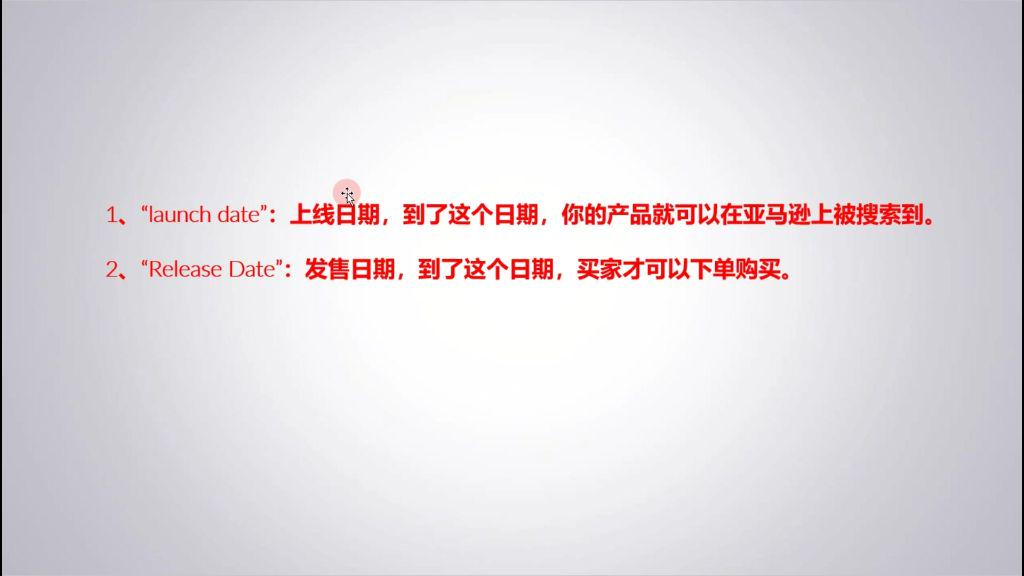 1、“launch date”：上线日期，到了这个日期，你的产品就可以在亚马逊上被搜索到。
2、“Release Date”：发售日期，到了这个日期，买家才可以下单购买。